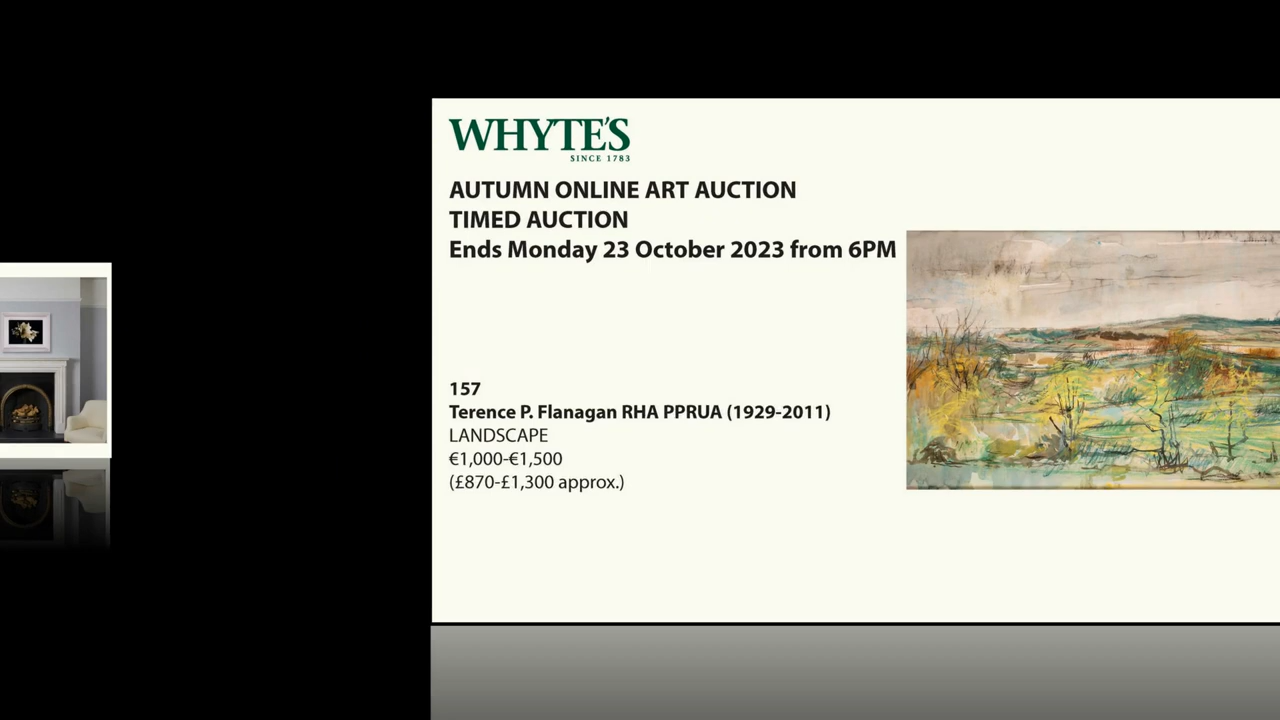 WHYTE'S
SINCE 1783
AUTUMN ONLINE ART AUCTION
TIMED AUCTION
Ends Monday 23 October 2023 from 6PM
157
Terence P. Flanagan RHA PPRUA (1929-2011)
LANDSCAPE
€1,000-€1,500
(£870-£1,300 approx.)